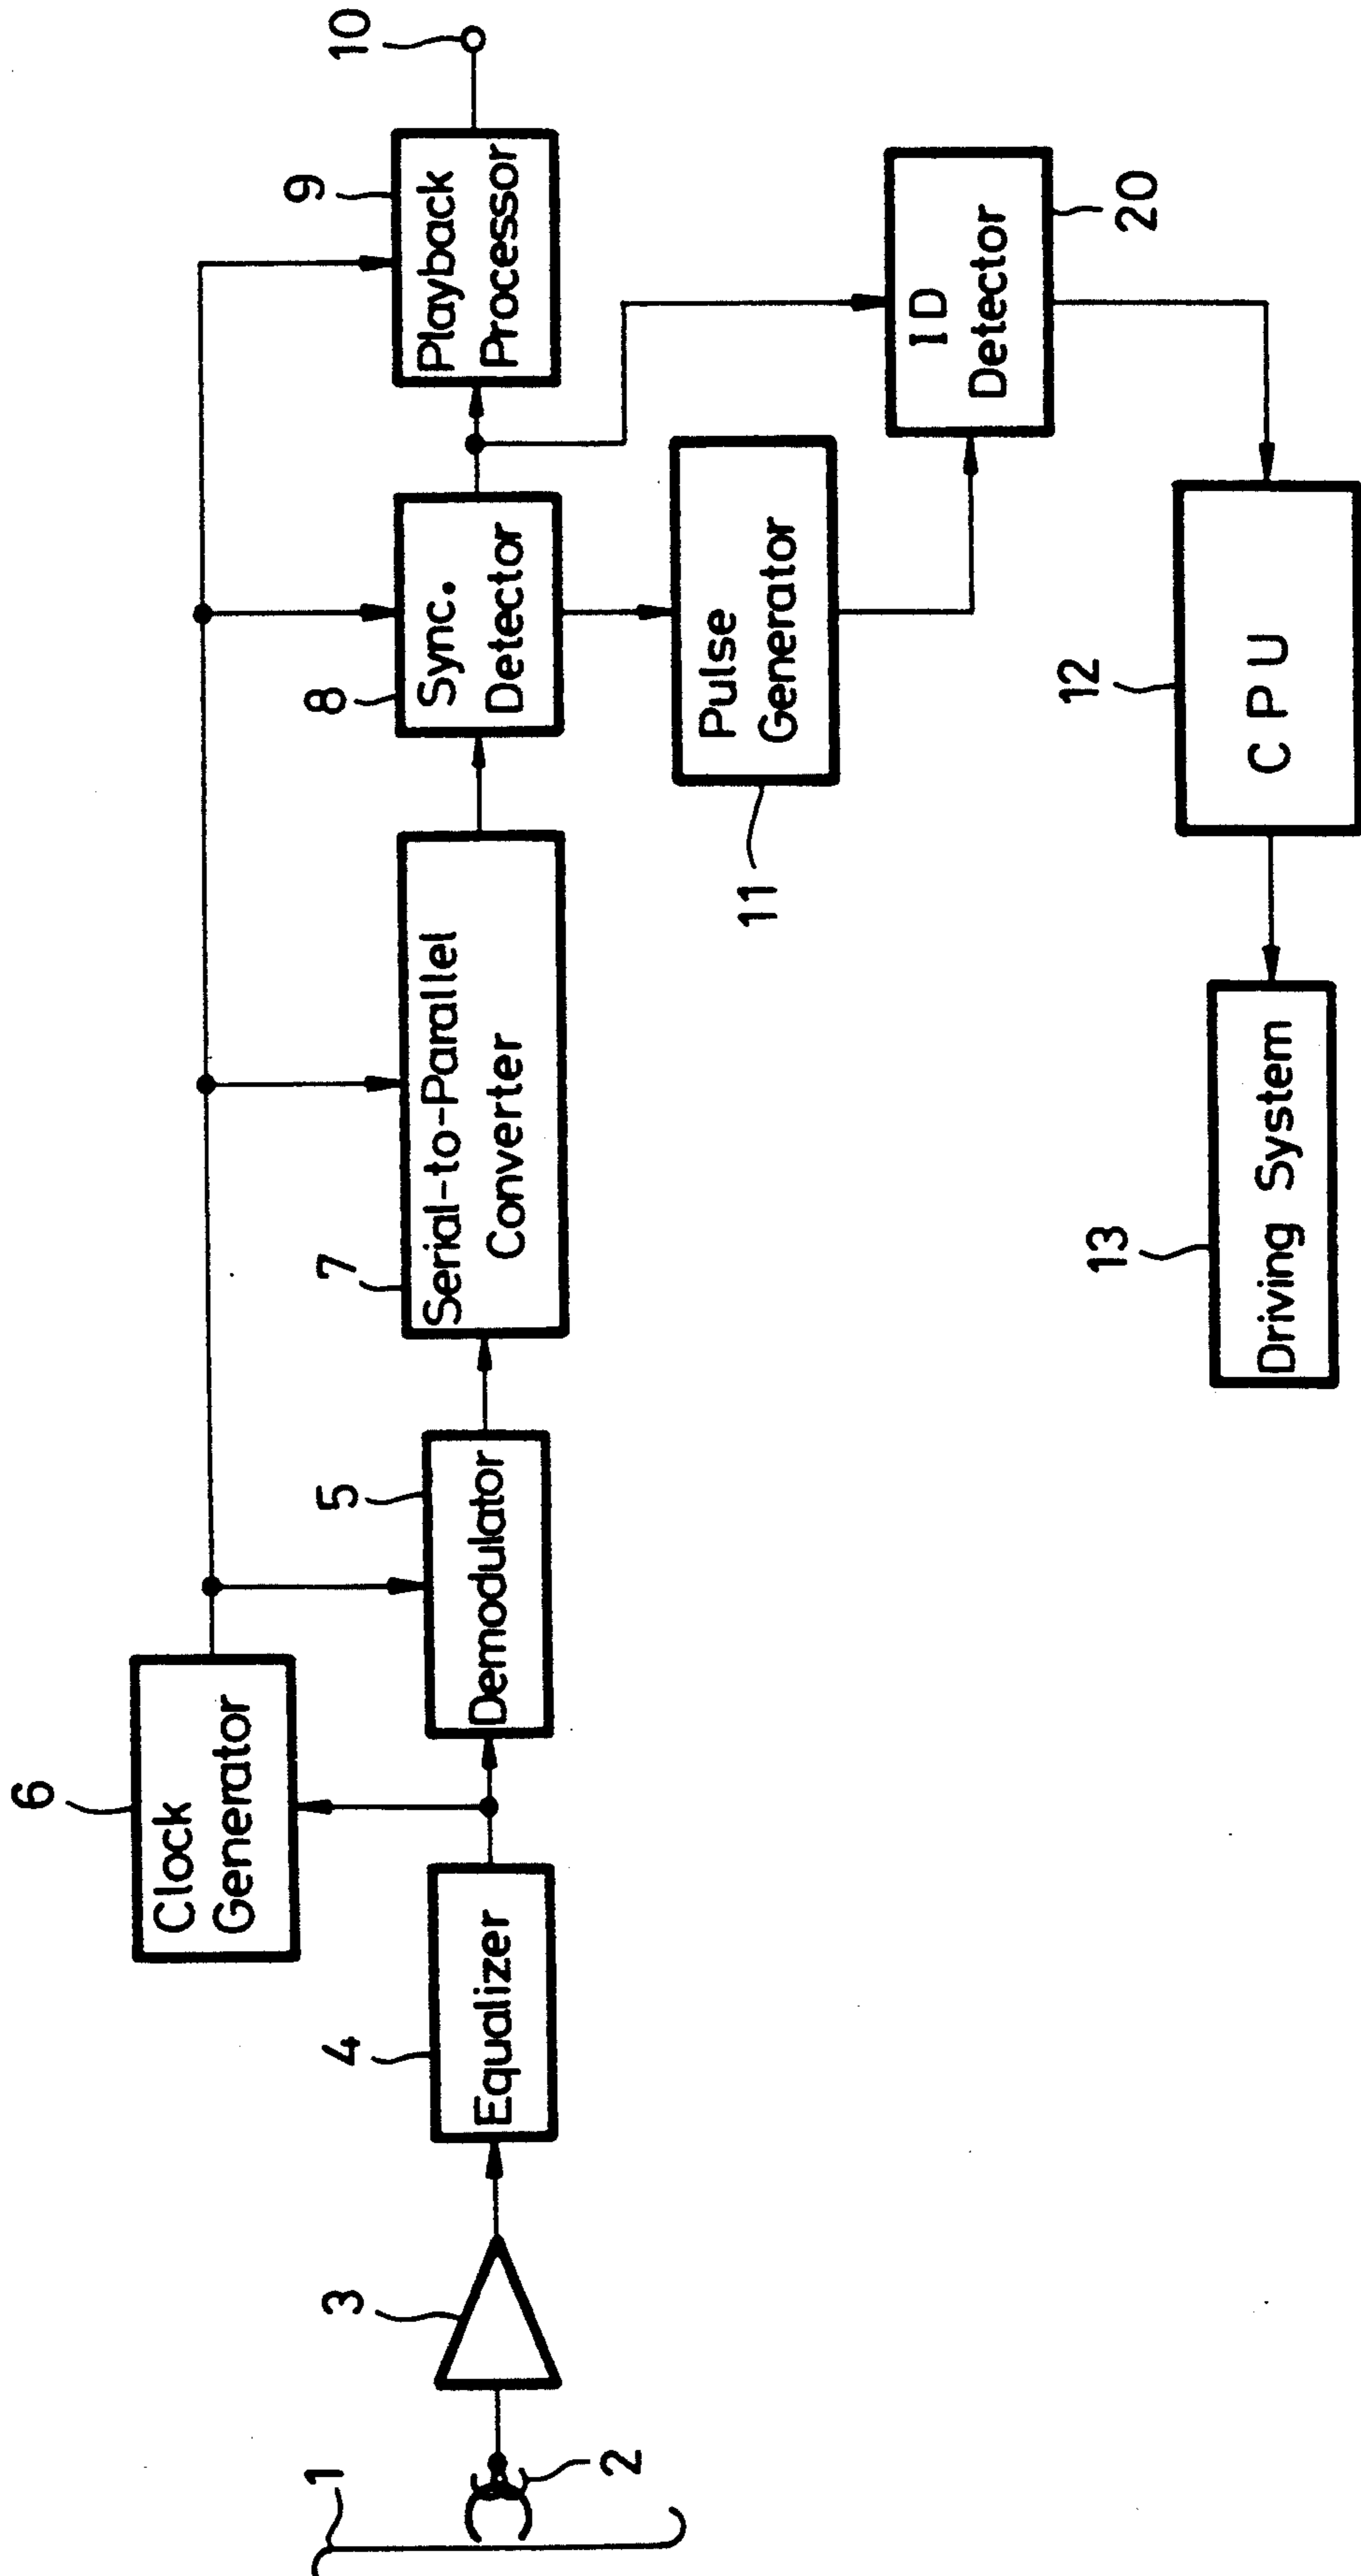 6
Clock
Generator
1
2
3
4
Equalizer
5
Demodulator
7
Serial-to-Parallel
Converter
8
Sync.
Detector
9
Playback
Processor
10
11
Pulse
Generator
ID
Detector
20
13
Driving System
12
CPU